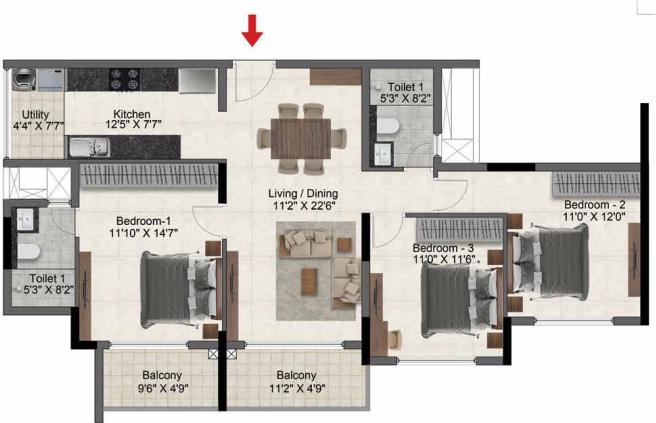 Toilet 1
5'3" X 8'2"
Utility
4'4" X 7'7"
Kitchen
12'5" X 7'7"
Living / Dining
11'2" X 22'6"
Bedroom-1
11'10" X 14'7"
Bedroom - 2
11'0" X 12'0"
Bedroom - 3
11'0" X 11'6"
Toilet 1
5'3" X 8'2"
Balcony
9'6" X 4'9"
Balcony
11'2" X 4'9"